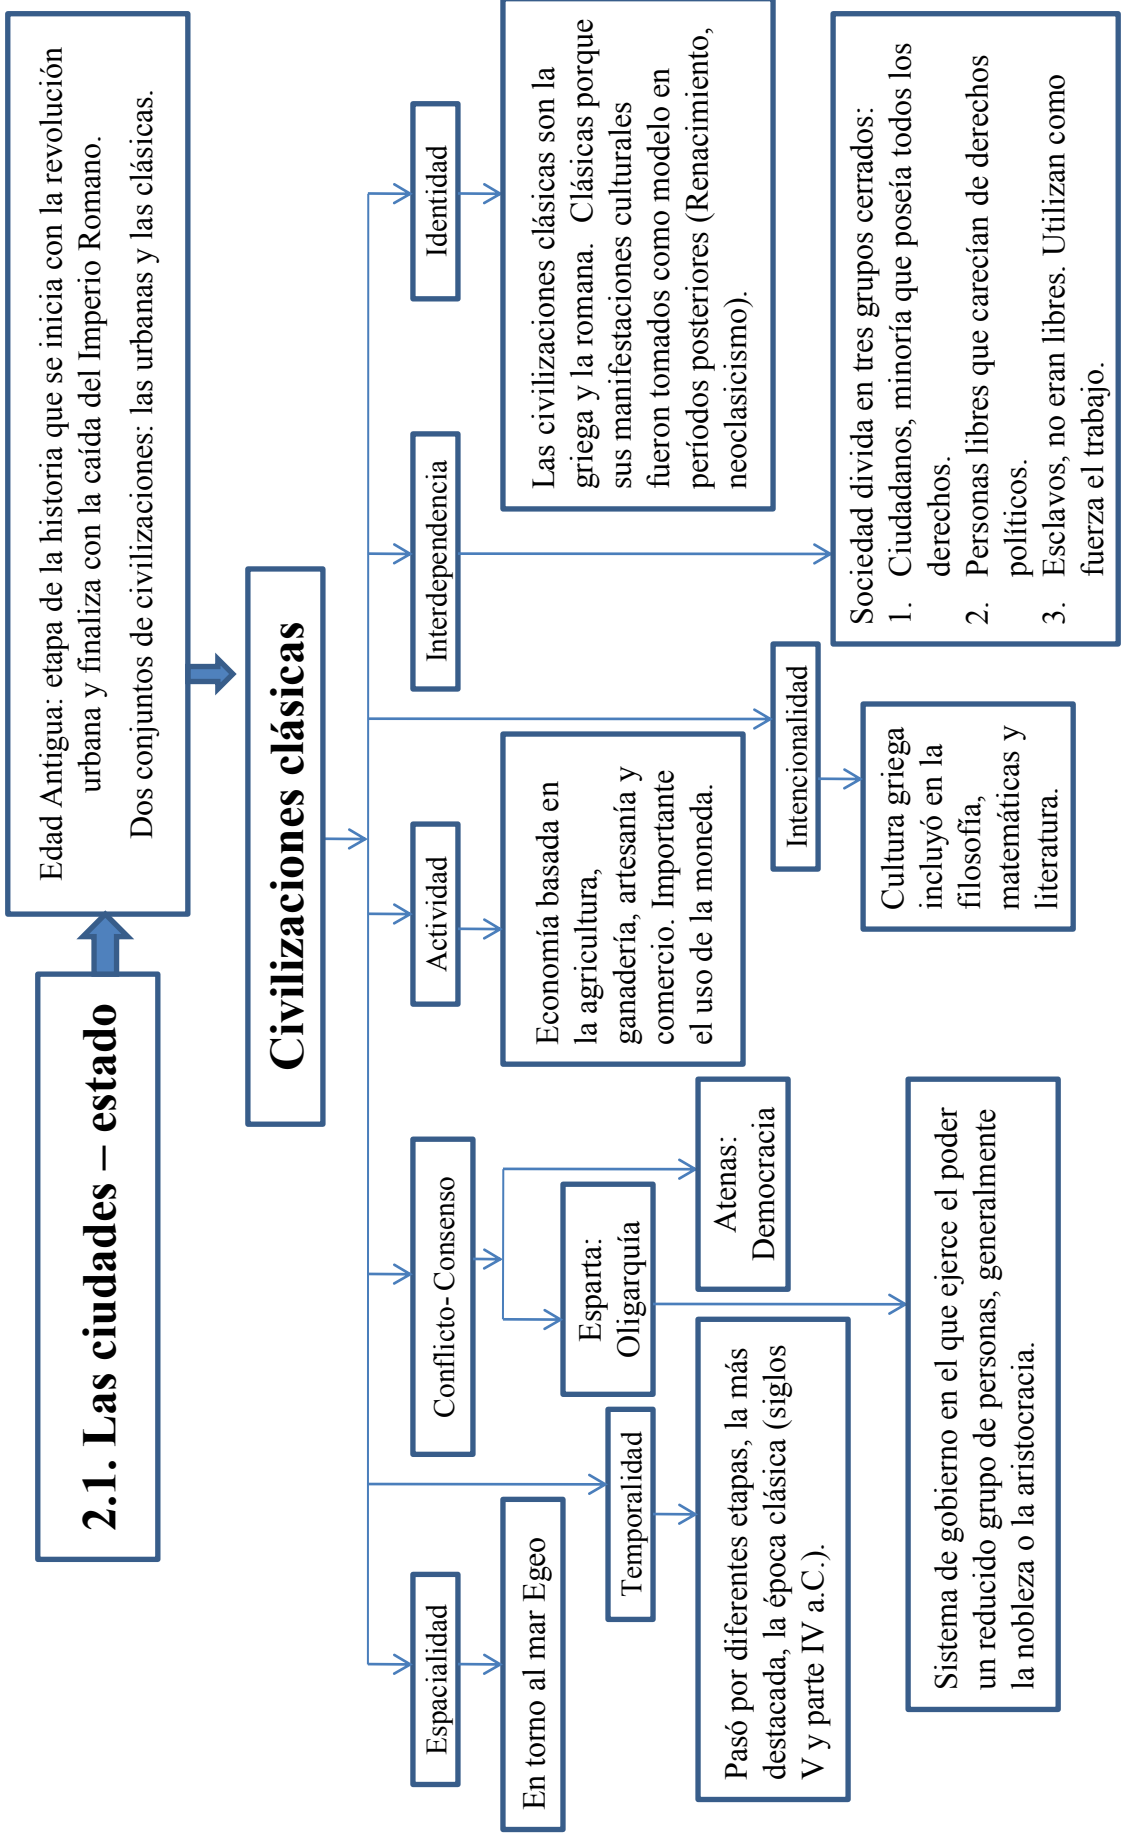 2.1. Las ciudades – estado
Edad Antigua: etapa de la historia que se inicia con la revolución
urbana y finaliza con la caída del Imperio Romano.
Dos conjuntos de civilizaciones: las urbanas y las clásicas.
Civilizaciones clásicas
Espacialidad
En torno al mar Egeo
Temporalidad
Pasó por diferentes etapas, la más
destacada, la época clásica (siglos
V y parte IV a.C.).
Conflicto-Consenso
Esparta:
Oligarquía
Sistema de gobierno en el que ejerce el poder
un reducido grupo de personas, generalmente
la nobleza o la aristocracia.
Atenas:
Democracia
Actividad
Economía basada en
la agricultura,
ganadería, artesanía y
comercio. Importante
el uso de la moneda.
Intencionalidad
Cultura griega
incluyó en la
filosofía,
matemáticas y
literatura.
Interdependencia
Sociedad divida en tres grupos cerrados:
1. Ciudadanos, minoría que poseía todos los
derechos.
2. Personas libres que carecían de derechos
políticos.
3. Esclavos, no eran libres. Utilizan como
fuerza el trabajo.
Identidad
Las civilizaciones clásicas son la
griega y la romana. Clásicas porque
sus manifestaciones culturales
fueron tomados como modelo en
períodos posteriores (Renacimiento,
neoclasicismo).